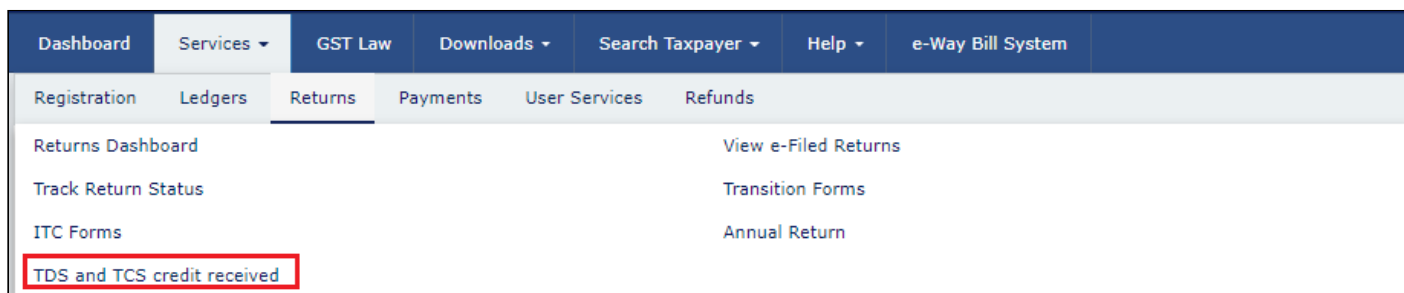 Dashboard Services GST Law Downloads Search Taxpayer Help e-Way Bill System
Registration Ledgers Returns Payments User Services Refunds
Returns Dashboard View e-Filed Returns
Track Return Status Transition Forms
ITC Forms Annual Return
TDS and TCS credit received